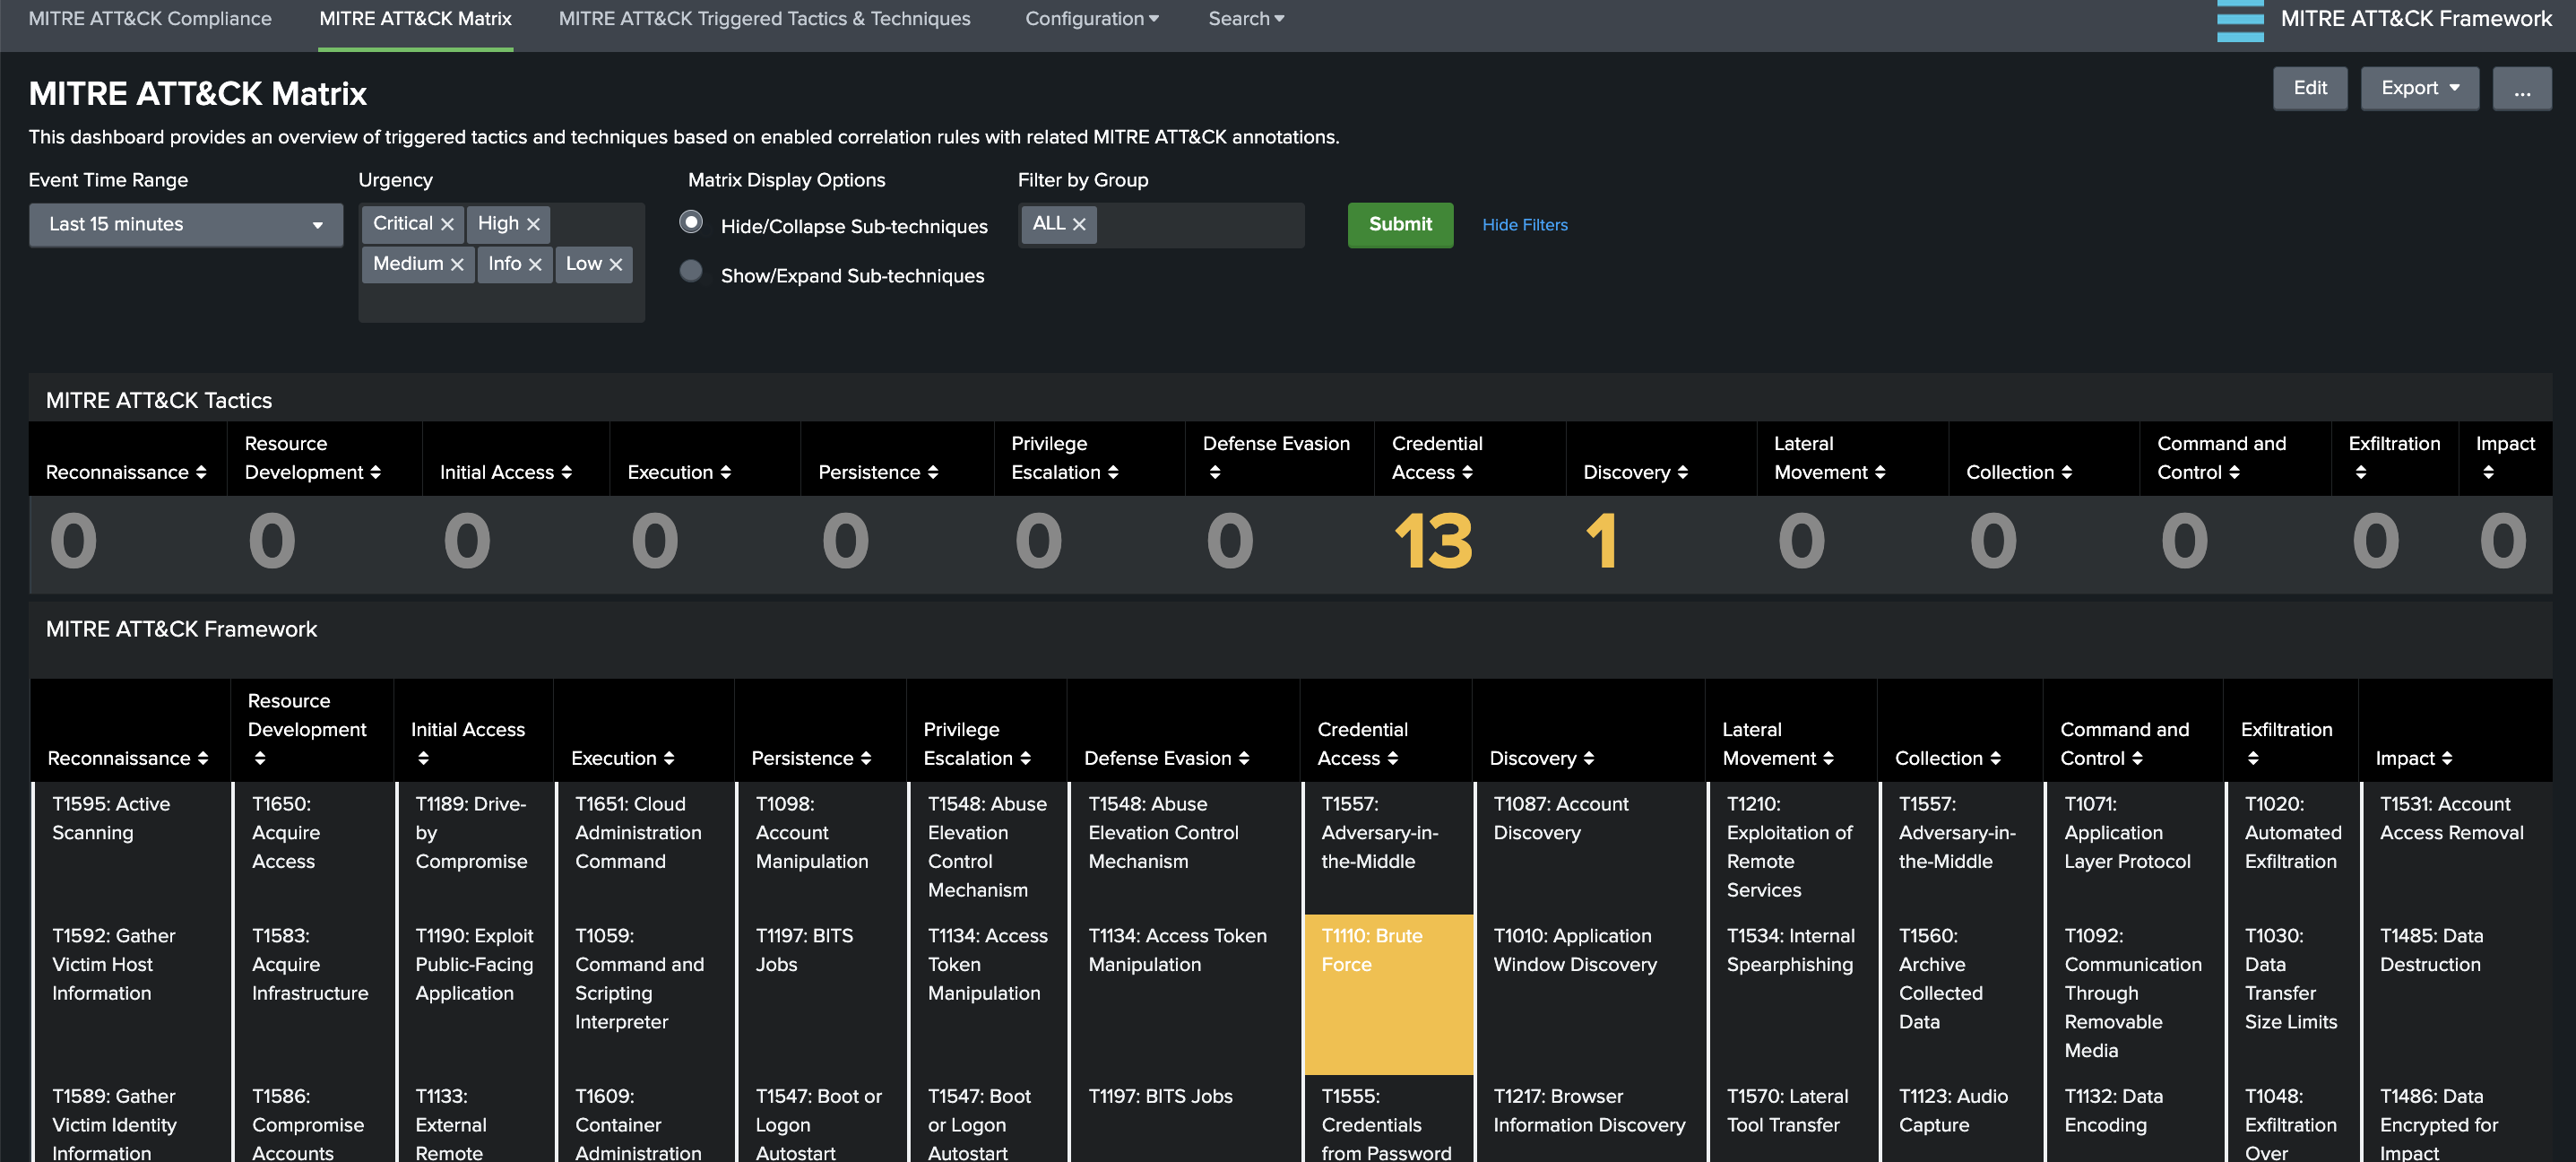 MITRE ATT&CK Compliance
MITRE ATT&CK Matrix
MITRE ATT&CK Triggered Tactics & Techniques
Configuration
Search
MITRE ATT&CK Framework
MITRE ATT&CK Matrix
Edit
Export
...
This dashboard provides an overview of triggered tactics and techniques based on enabled correlation rules with related MITRE ATT&CK annotations.
Event Time Range
Last 15 minutes
Urgency
Critical
High
Medium
Info
Low
Matrix Display Options
Hide/Collapse Sub-techniques
Show/Expand Sub-techniques
Filter by Group
ALL
Submit
Hide Filters
MITRE ATT&CK Tactics
Reconnaissance
Resource
Development
Initial Access
Execution
Persistence
Privilege
Escalation
Defense Evasion
Credential
Access
Discovery
Lateral
Movement
Collection
Command and
Control
Exfiltration
Impact
0
0
0
0
0
0
0
13
1
0
0
0
0
0
MITRE ATT&CK Framework
Reconnaissance
Resource
Development
Initial Access
Execution
Persistence
Privilege
Escalation
Defense Evasion
Credential
Access
Discovery
Lateral
Movement
Collection
Command and
Control
Exfiltration
Impact
T1595: Active
Scanning
T1650:
Acquire
Access
T1189: Drive-
by
Compromise
T1651: Cloud
Administration
Command
T1098:
Account
Manipulation
T1548: Abuse
Elevation
Control
Mechanism
T1548: Abuse
Elevation Control
Mechanism
T1557:
Adversary-in-
the-Middle
T1087: Account
Discovery
T1210:
Exploitation of
Remote
Services
T1557:
Adversary-in-
the-Middle
T1071:
Application
Layer Protocol
T1020:
Automated
Exfiltration
T1531: Account
Access Removal
T1592: Gather
Victim Host
Information
T1583:
Acquire
Infrastructure
T1190: Exploit
Public-Facing
Application
T1059:
Command and
Scripting
Interpreter
T1197: BITS
Jobs
T1134: Access
Token
Manipulation
T1134: Access Token
Manipulation
T1110: Brute
Force
T1010: Application
Window Discovery
T1534: Internal
Spearphishing
T1560:
Archive
Collected
Data
T1092:
Communication
Through
Removable
Media
T1030:
Data
Transfer
Size Limits
T1485: Data
Destruction
T1589: Gather
Victim Identity
Information
T1586:
Compromise
Accounts
T1133:
External
Remote
T1609:
Container
Administration
T1547: Boot or
Logon
Autostart
T1547: Boot
or Logon
Autostart
T1197: BITS Jobs
T1555:
Credentials
from Password
T1217: Browser
Information Discovery
T1570: Lateral
Tool Transfer
T1123: Audio
Capture
T1132: Data
Encoding
T1048:
Exfiltration
Over
T1486: Data
Encrypted for
Impact